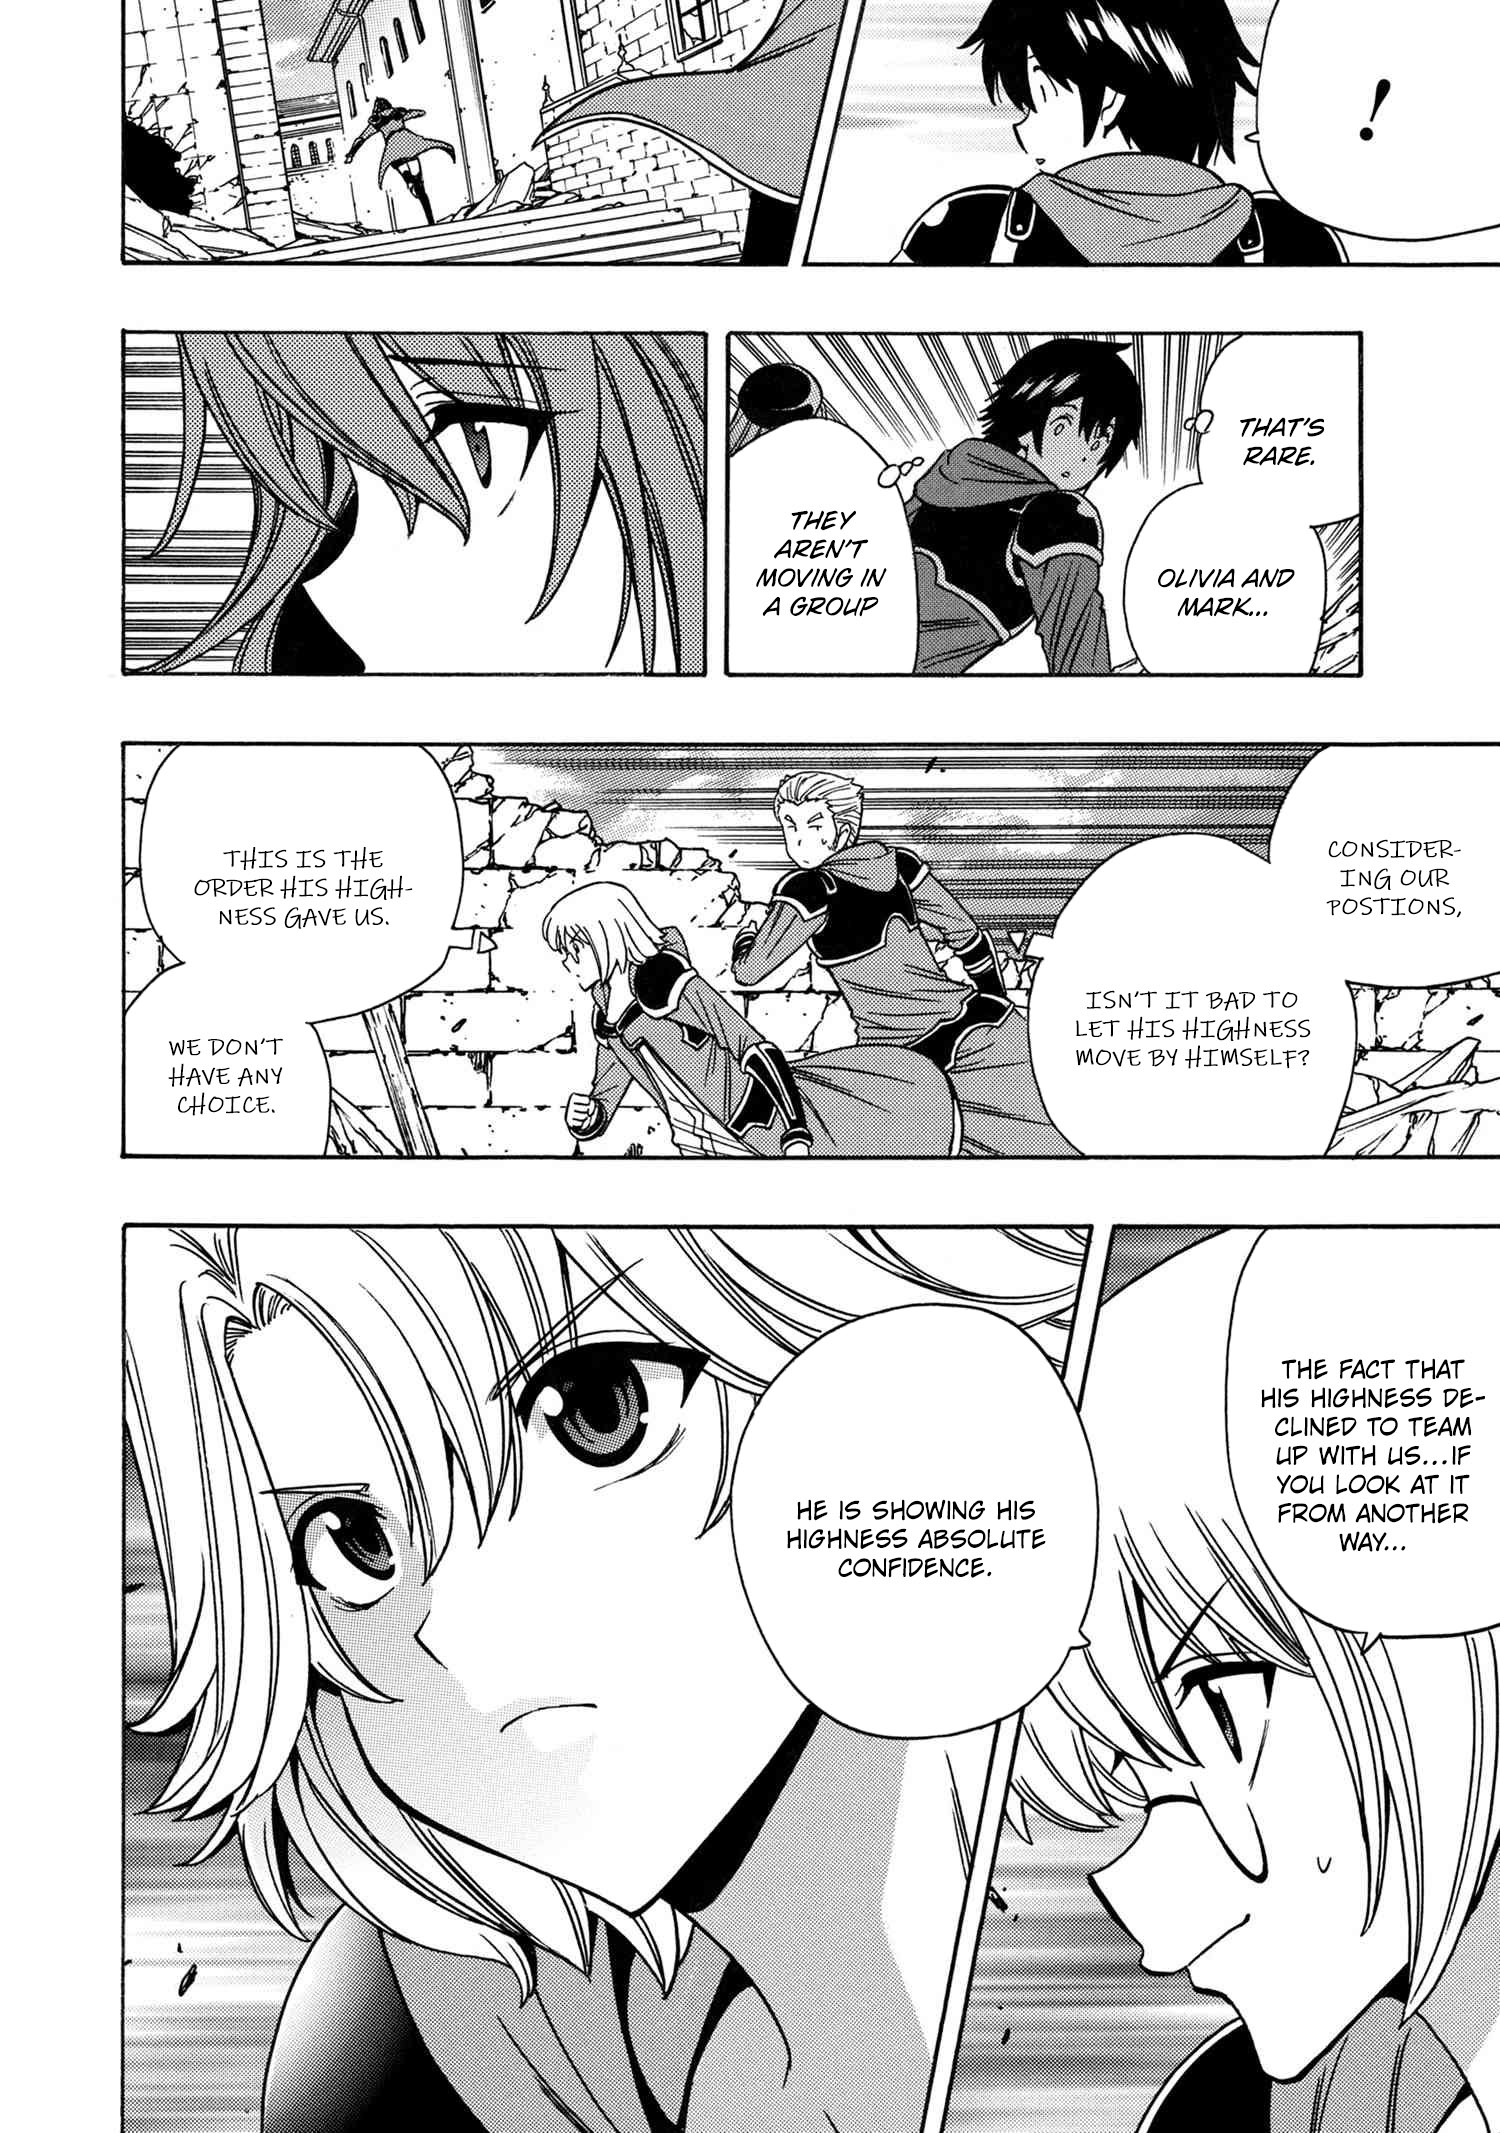 !
THAT'S
RARE.
OLIVIA AND
MARK...
THEY
AREN'T
MOVING IN
A GROUP
CONSIDER-
ING OUR
POSTIONS,
ISN'T IT BAD TO
LET HIS HIGHNESS
MOVE BY HIMSELF?
THIS IS THE
ORDER HIS HIGH-
NESS GAVE US.
WE DON'T
HAVE ANY
CHOICE.
THE FACT THAT
HIS HIGHNESS DE-
CLINED TO TEAM
UP WITH US...IF
YOU LOOK AT IT
FROM ANOTHER
WAY...
HE IS SHOWING HIS
HIGHNESS ABSOLUTE
CONFIDENCE.